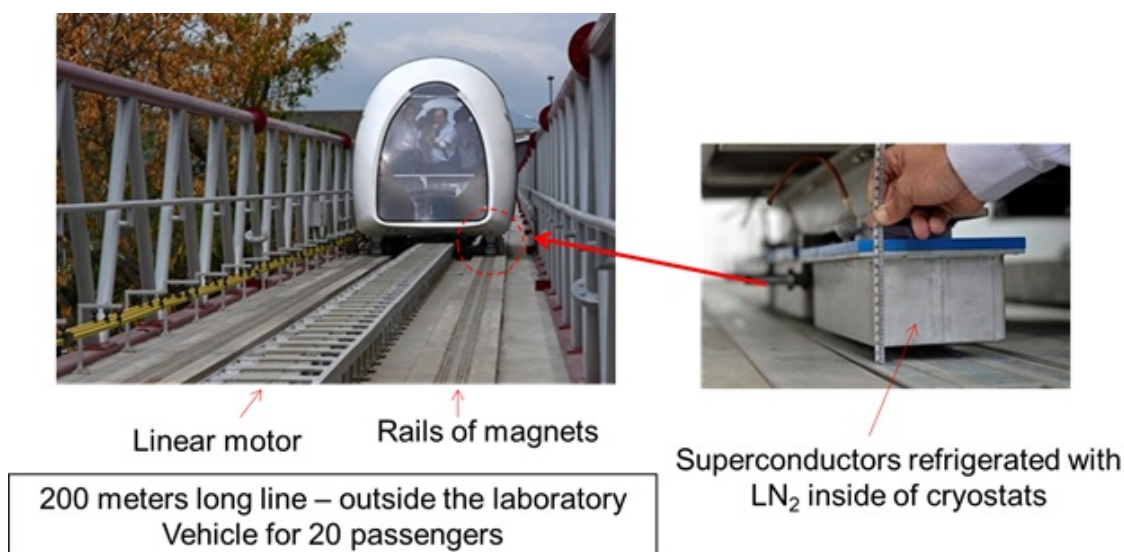 Linear motor
Rails of magnets
Superconductors refrigerated with
LN₂ inside of cryostats
200 meters long line – outside the laboratory
Vehicle for 20 passengers